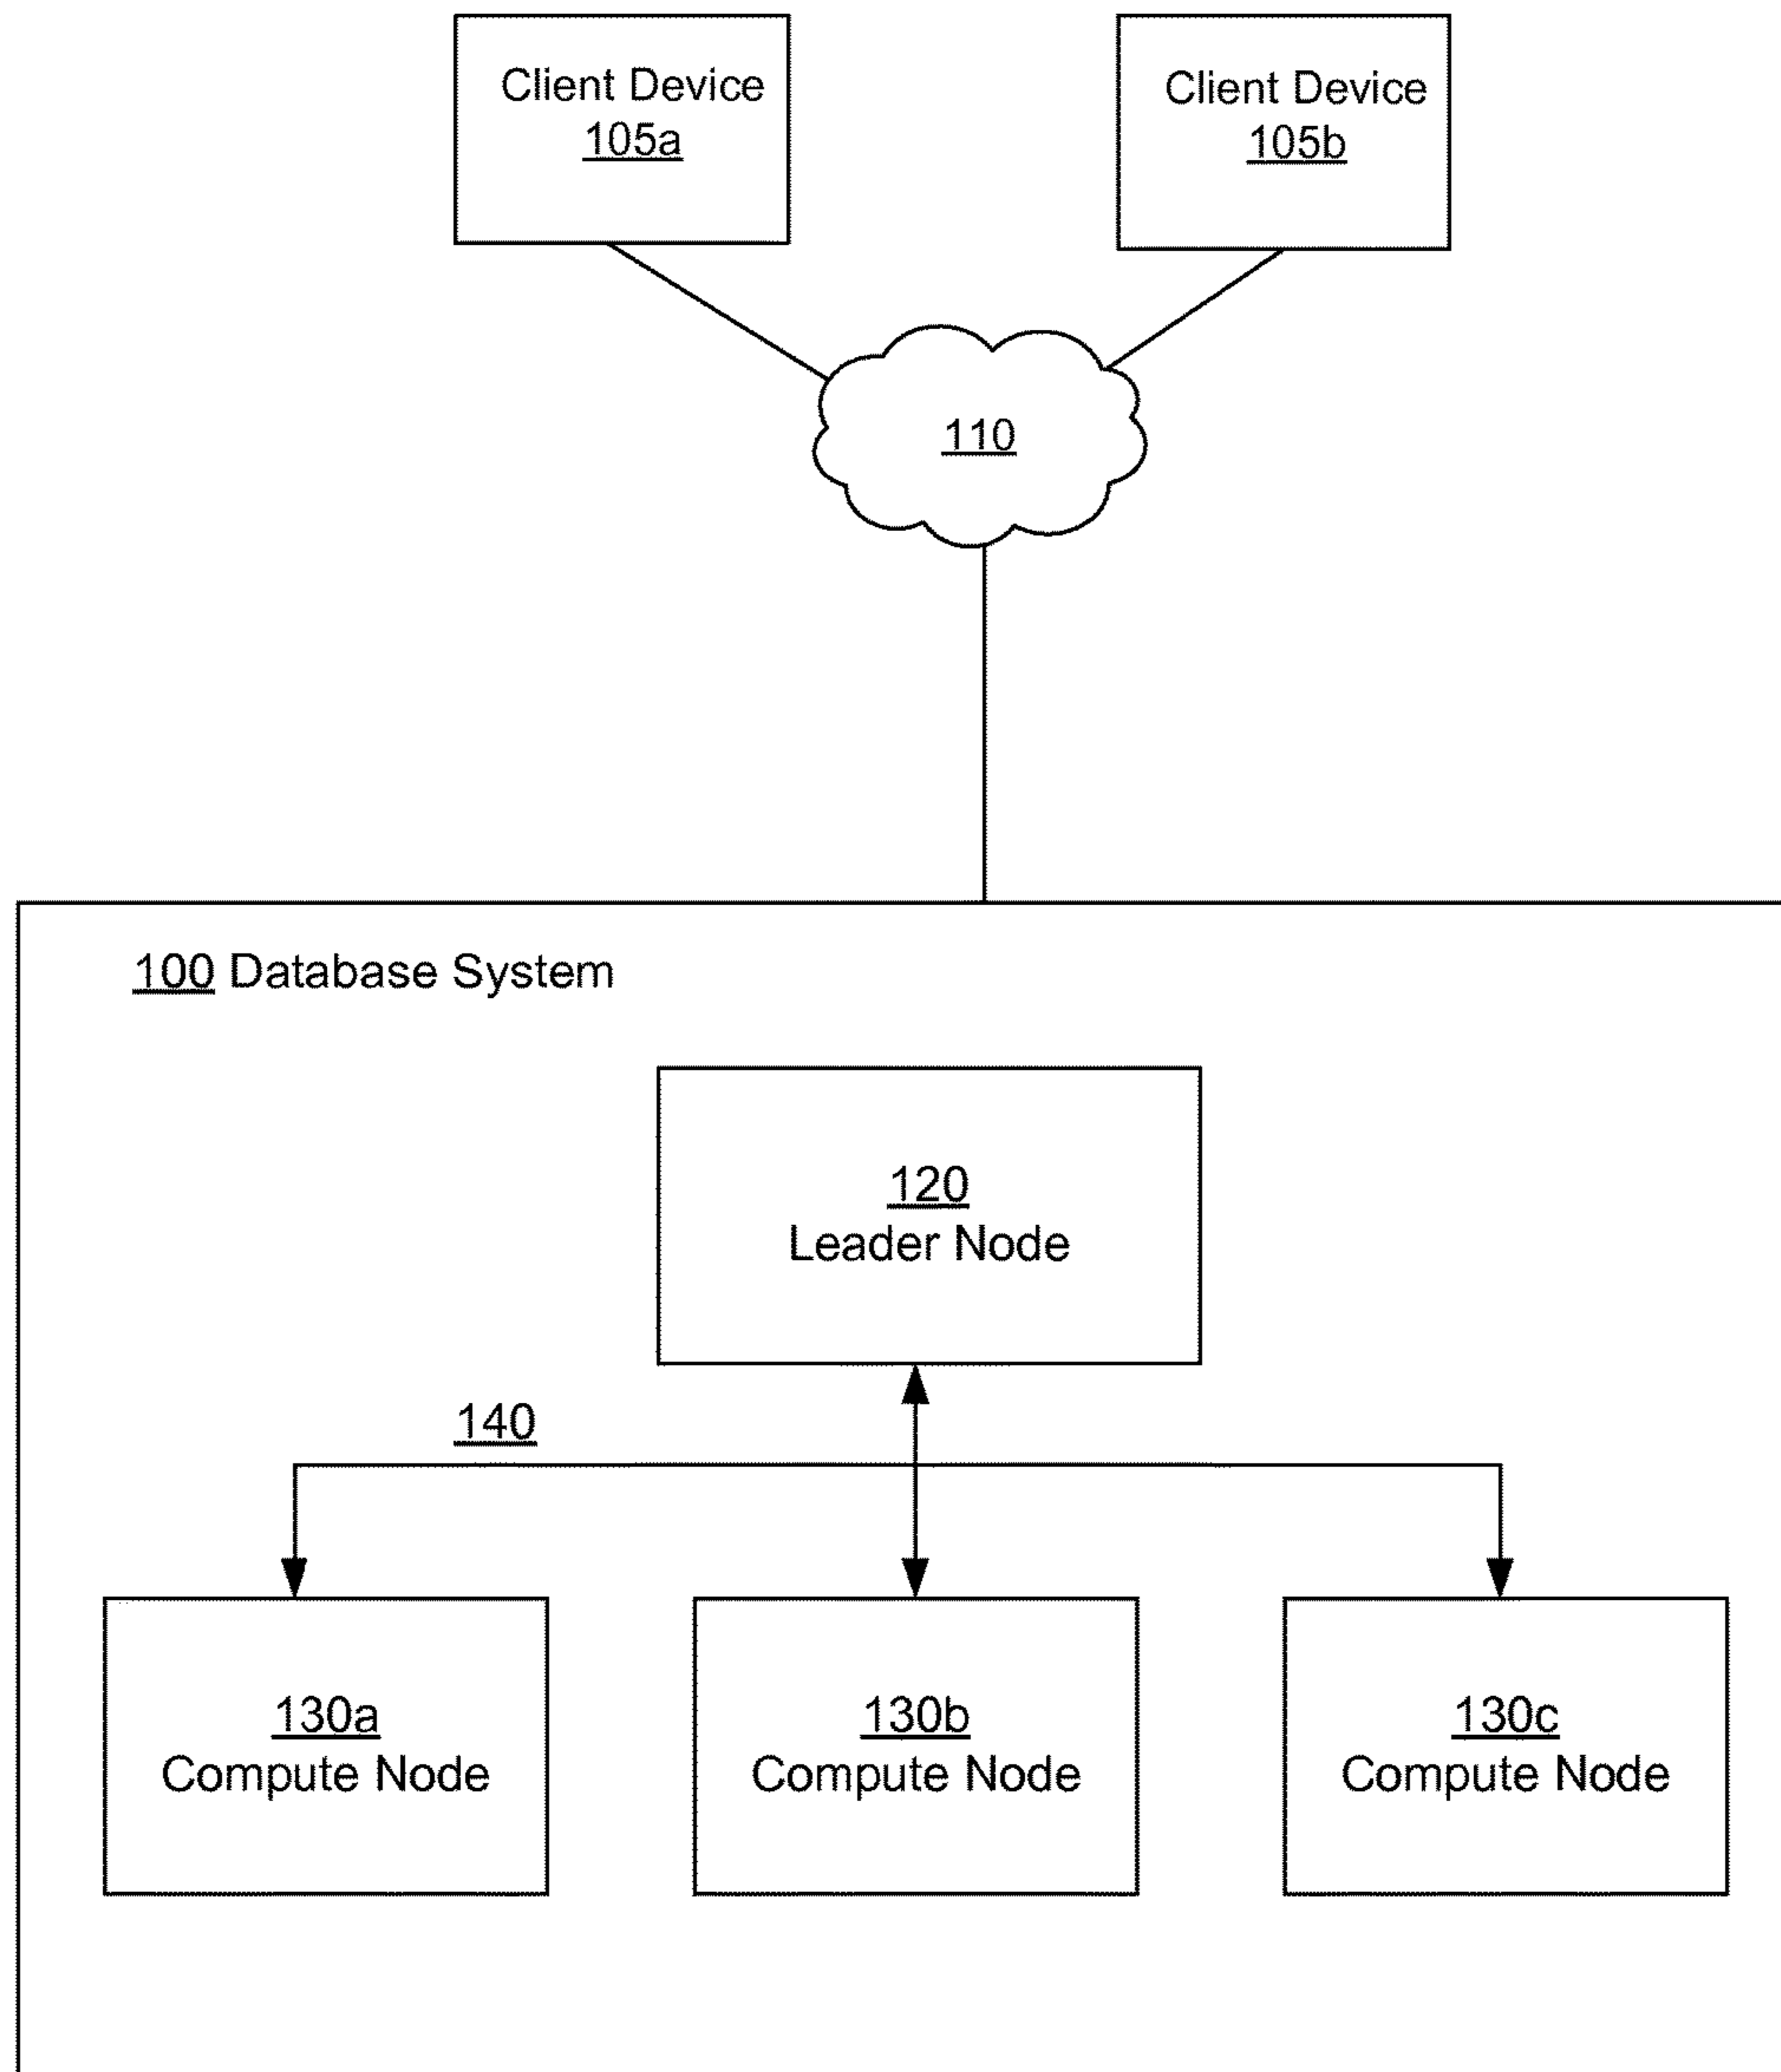 Client Device
105a
Client Device
105b
110
100 Database System
120
Leader Node
140
130a
Compute Node
130b
Compute Node
130c
Compute Node